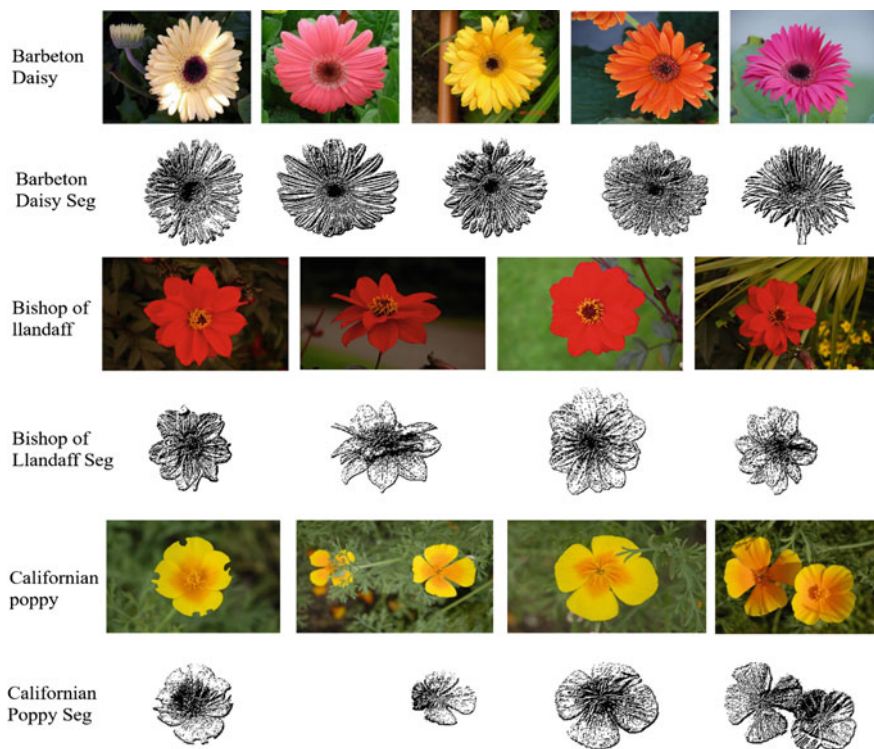 Barbeton
Daisy
Barbeton
Daisy Seg
Bishop of
llandaff
Bishop of
Llandaff Seg
Californian
poppy
Californian
Poppy Seg